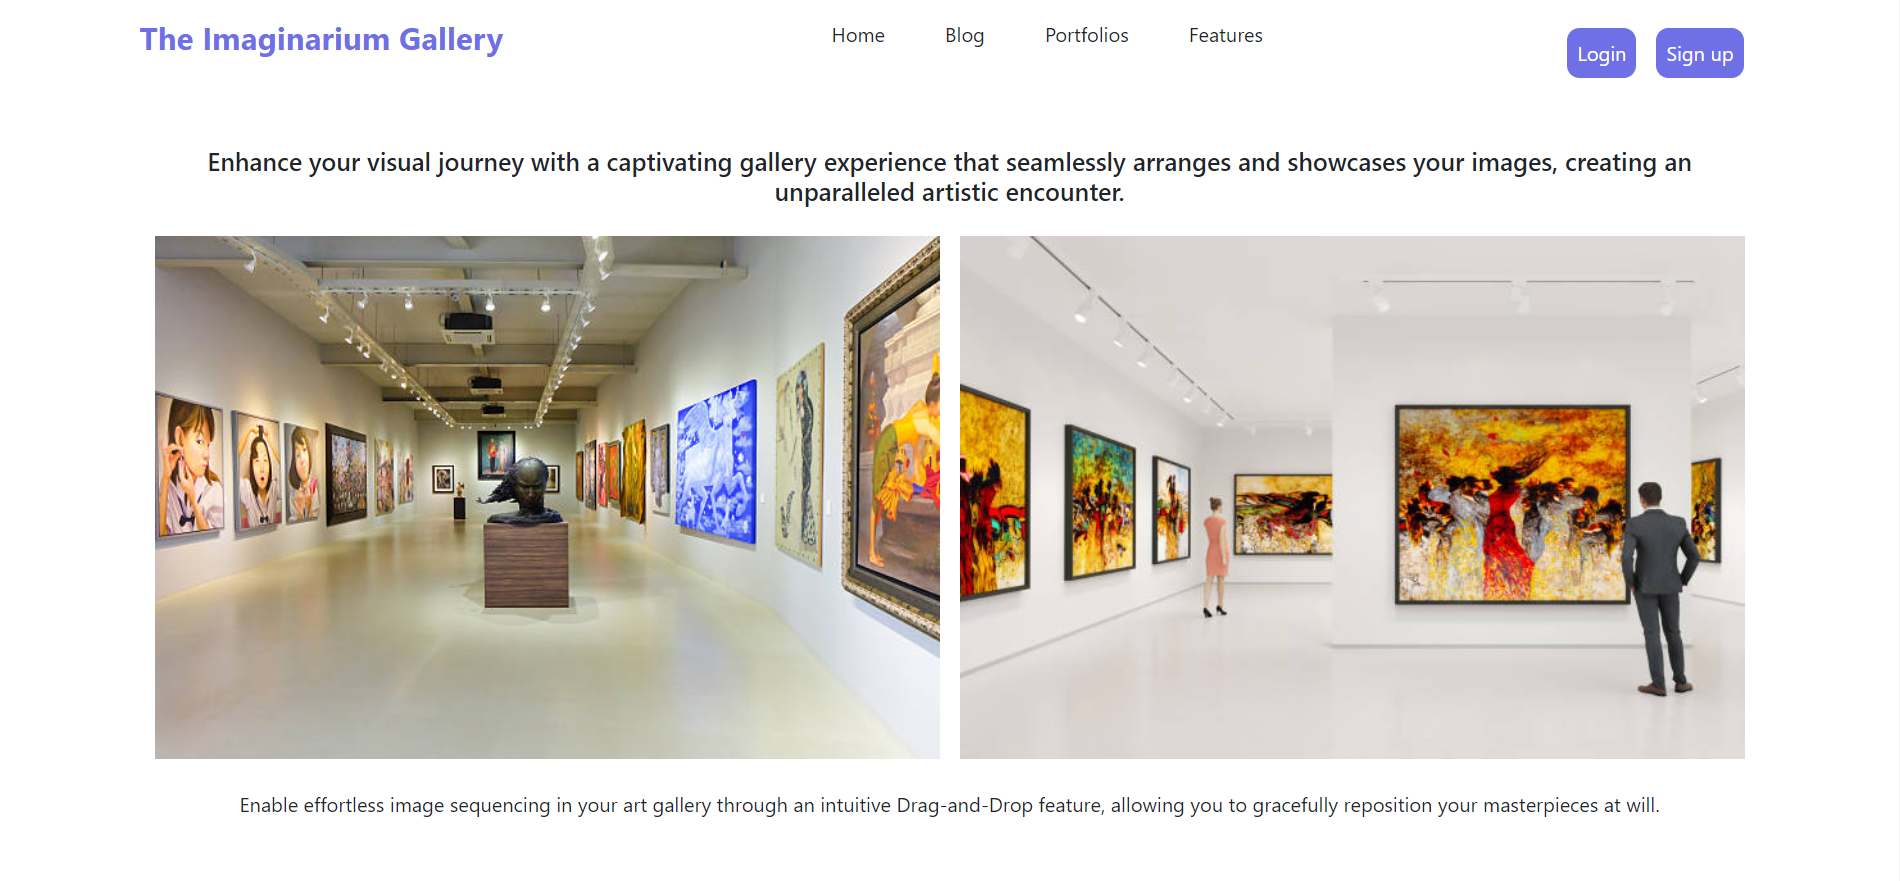 The Imaginarium Gallery
Home
Blog
Portfolios
Features
Login
Sign up
Enhance your visual journey with a captivating gallery experience that seamlessly arranges and showcases your images, creating an
unparalleled artistic encounter.
Enable effortless image sequencing in your art gallery through an intuitive Drag-and-Drop feature, allowing you to gracefully reposition your masterpieces at will.